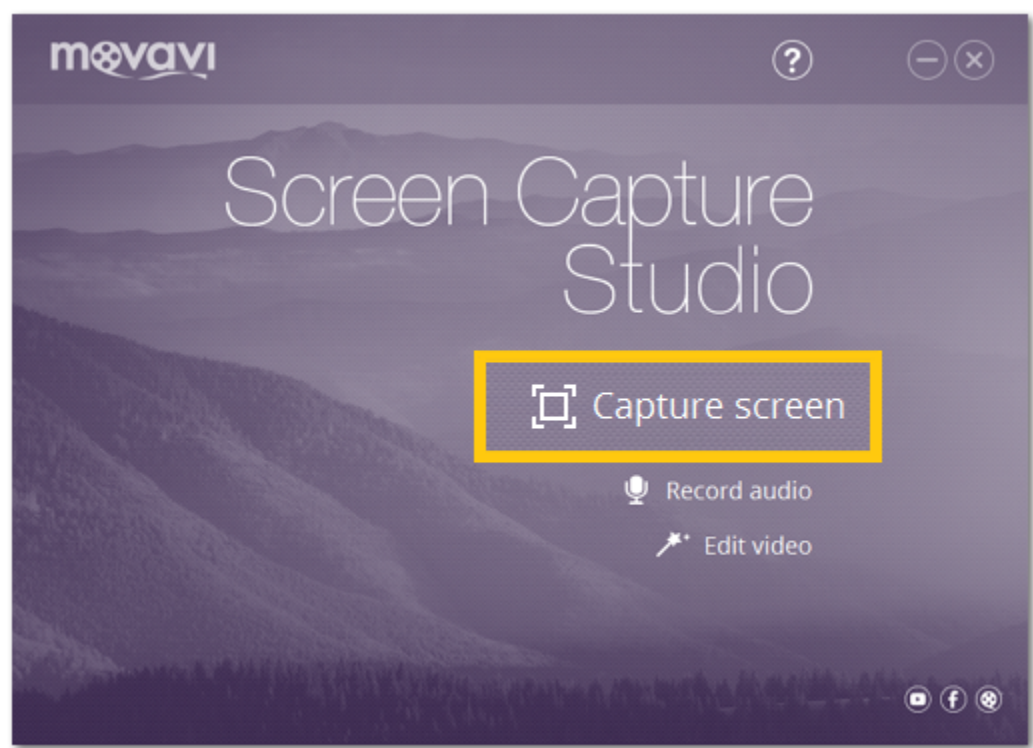 movavi
?
Screen Capture
Studio
Capture screen
Record audio
Edit video